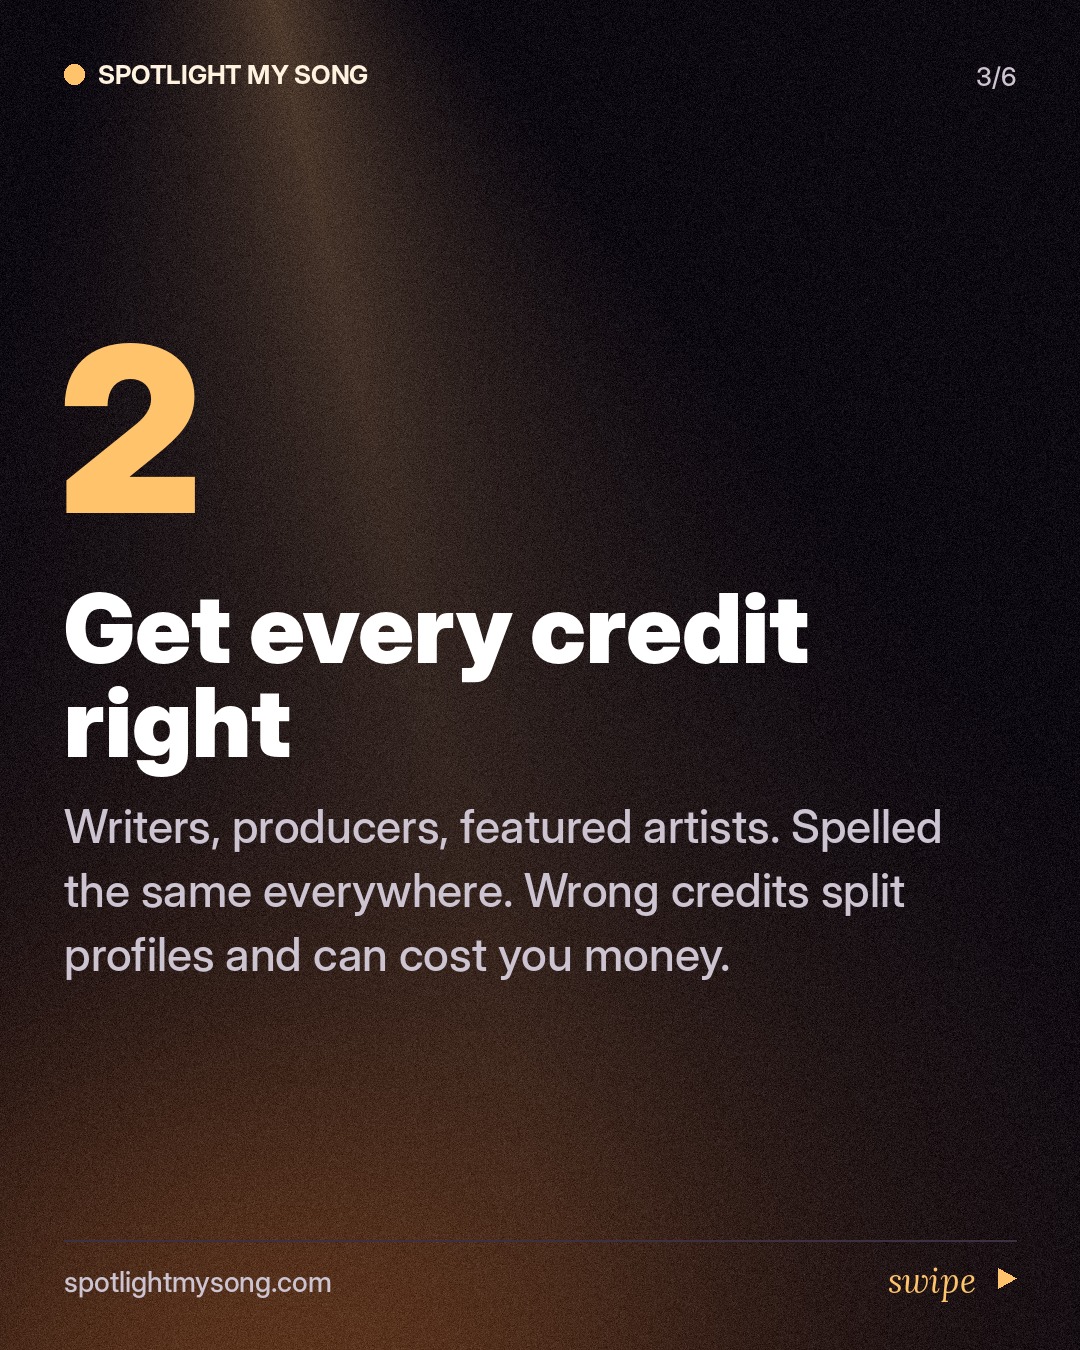 SPOTLIGHT MY SONG
3/6
2
Get every credit
right
Writers, producers, featured artists. Spelled
the same everywhere. Wrong credits split
profiles and can cost you money.
spotlightmysong.com
swipe